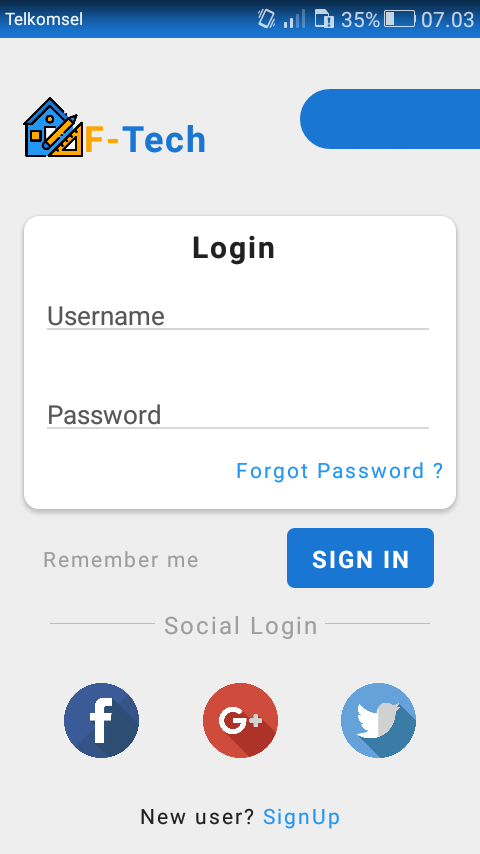 Telkomsel 35% 07.03
F-Tech
Login
Username
Password
Forgot Password ?
Remember me SIGN IN
Social Login
f G+
New user? SignUp